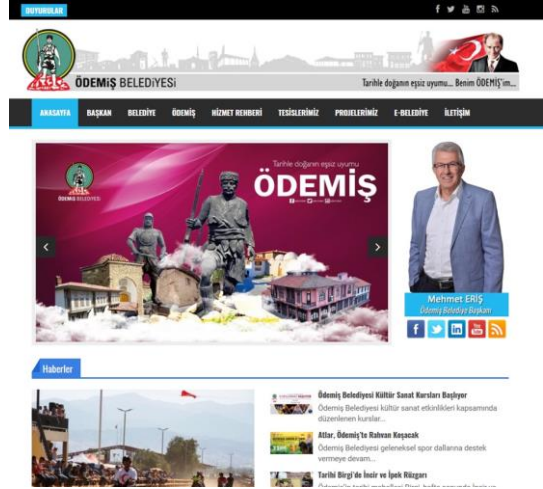 DUYURULAR
ÖDEMİŞ BELEDİYESİ
Tarihle doğanın eşsiz uyumu... Benim ÖDEMİŞ'im...
ANASAYFA BAŞKAN BELEDİYE ÖDEMİŞ HİZMET REHBERİ TESİSLERİMİZ PROJELERİMİZ E-BELEDİYE İLETİŞİM
Tarihle doğanın eşsiz uyumu
ÖDEMİŞ
ÖDEMİŞ BELEDİYESİ
Mehmet ERİŞ
Ödemiş Belediye Başkanı
Haberler
Ödemiş Belediyesi Kültür Sanat Kursları Başlıyor
Ödemiş Belediyesi kültür sanat etkinlikleri kapsamında
düzenlenen kurslar...
Atlar, Ödemiş'te Rahvan Koşacak
Ödemiş Belediyesi geleneksel spor dallarına destek
vermeye devam...
Tarihi Birgi'de İncir ve İpek Rüzgarı